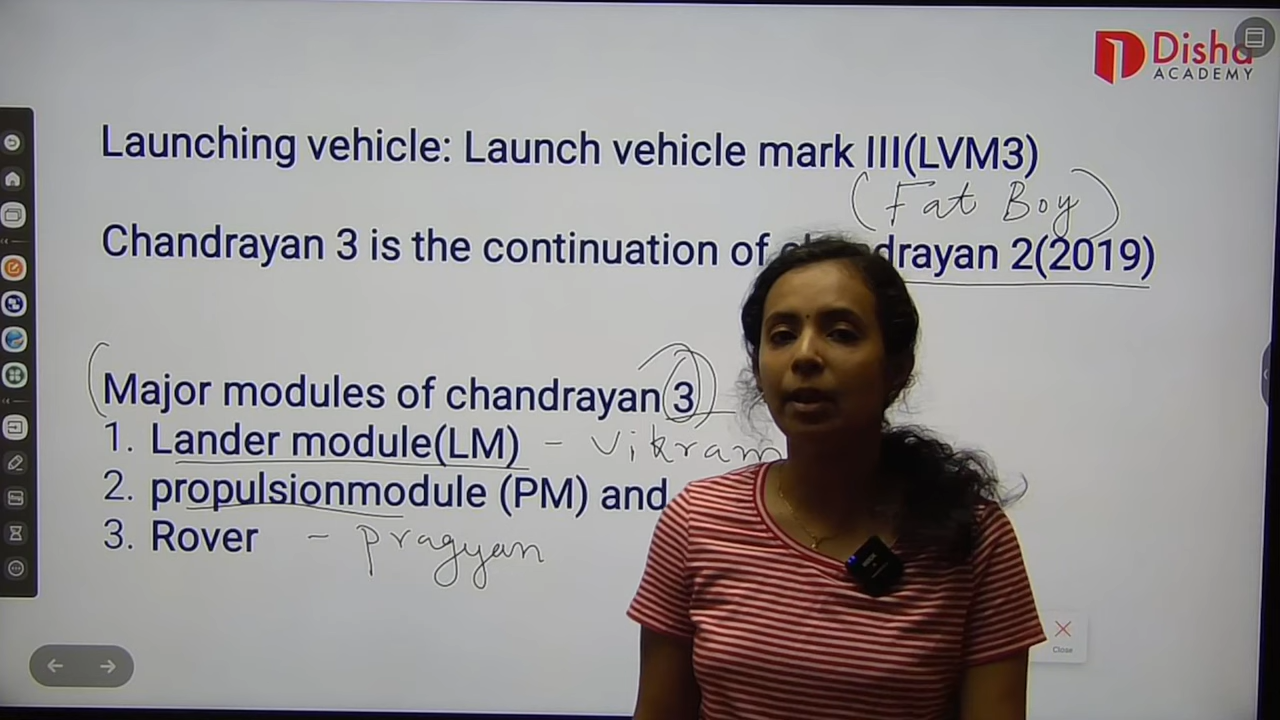 Disha
ACADEMY
Launching vehicle: Launch vehicle mark III(LVM3)
(Fat Boy)
Chandrayan 3 is the continuation of drayan 2(2019)
Major modules of chandrayan 3
1. Lander module(LM) - Vikram
2. propulsionmodule (PM) and
3. Rover - pragyan
Close